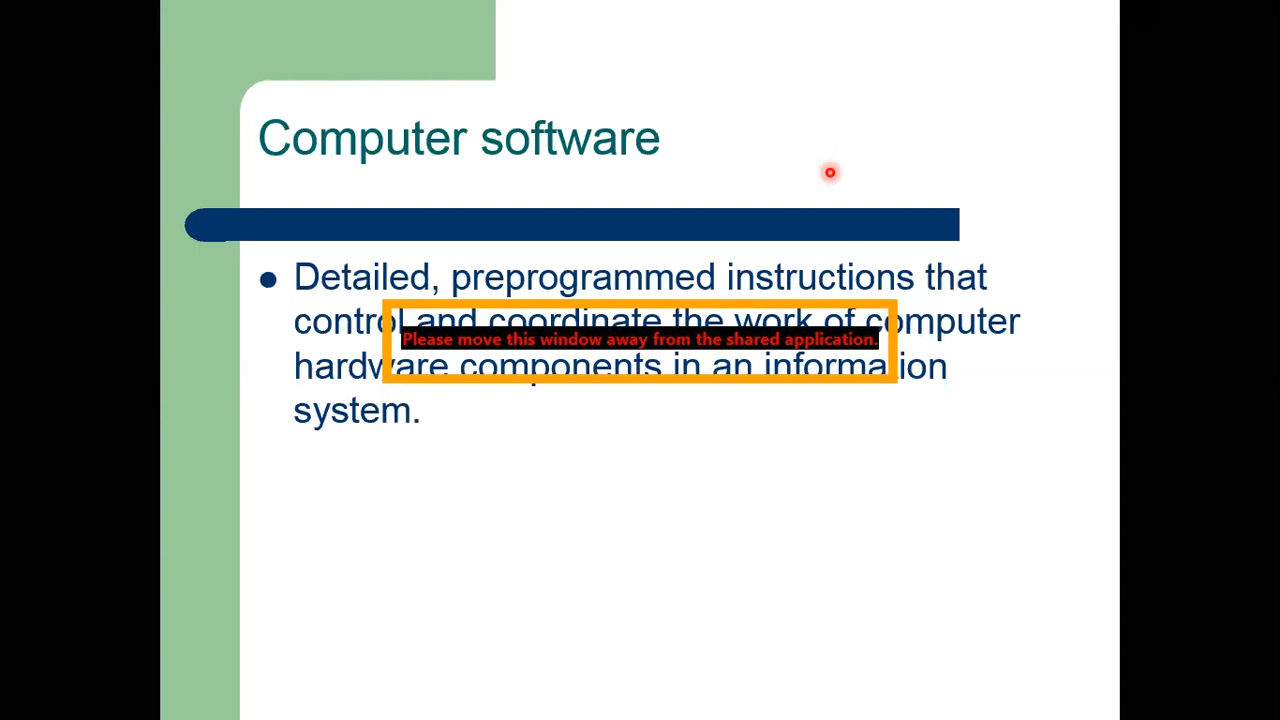 Computer software
Detailed, preprogrammed instructions that
control and coordinate the work of computer
Please move this window away from the shared application.
hardware components in an information
system.